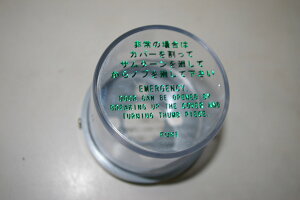 非常の場合は
カバーを割って
サムターンを廻して
からノブを廻して下さい
EMERGENCY
DOOR CAN BE OPENED BY
BREAKING UP THE COVER AND
TURNING THUMB PIECE